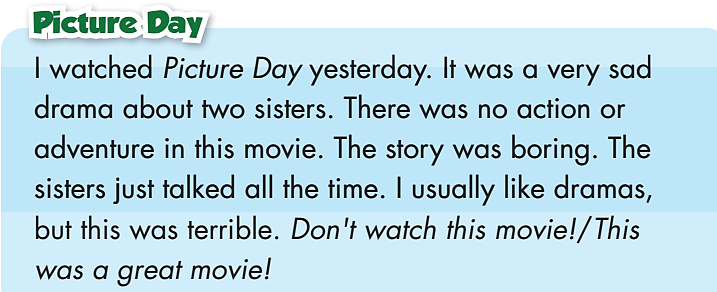 Picture Day
I watched Picture Day yesterday. It was a very sad
drama about two sisters. There was no action or
adventure in this movie. The story was boring. The
sisters just talked all the time. I usually like dramas,
but this was terrible. Don't watch this movie!/This
was a great movie!